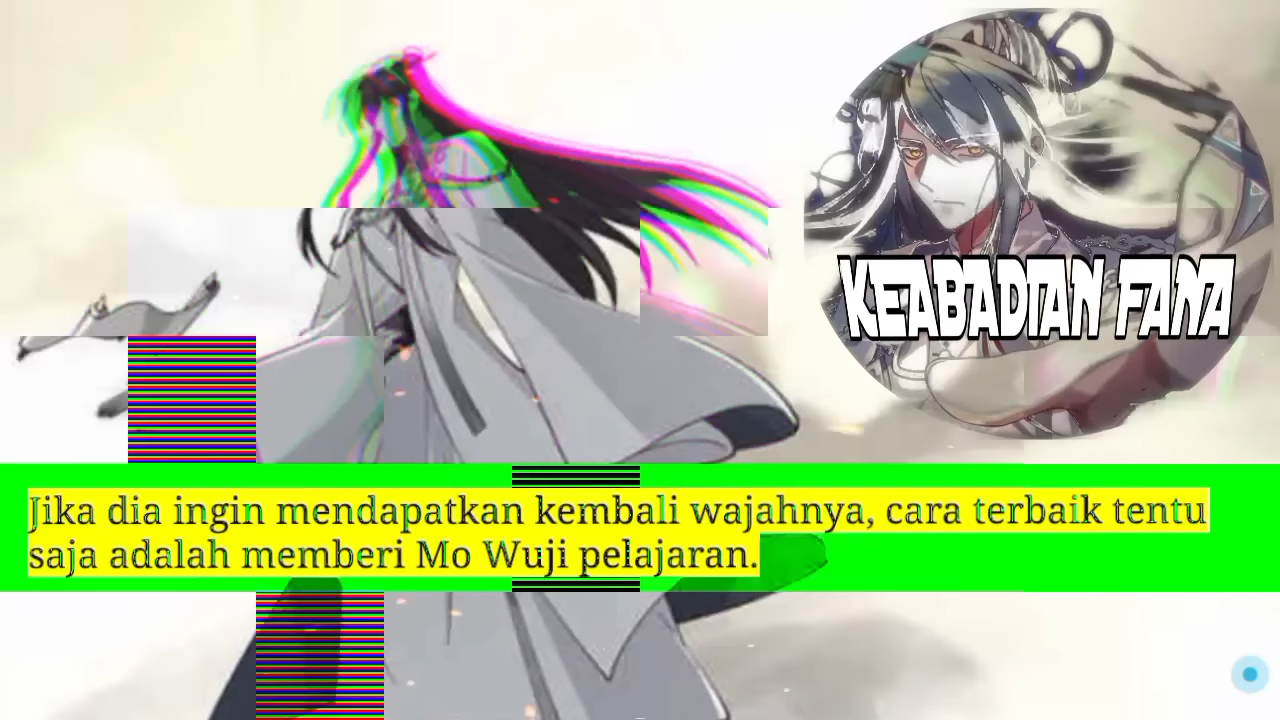 KEABADIAN FANA
Jika dia ingin mendapatkan kembali wajahnya, cara terbaik tentu
saja adalah memberi Mo Wuji pelajaran.